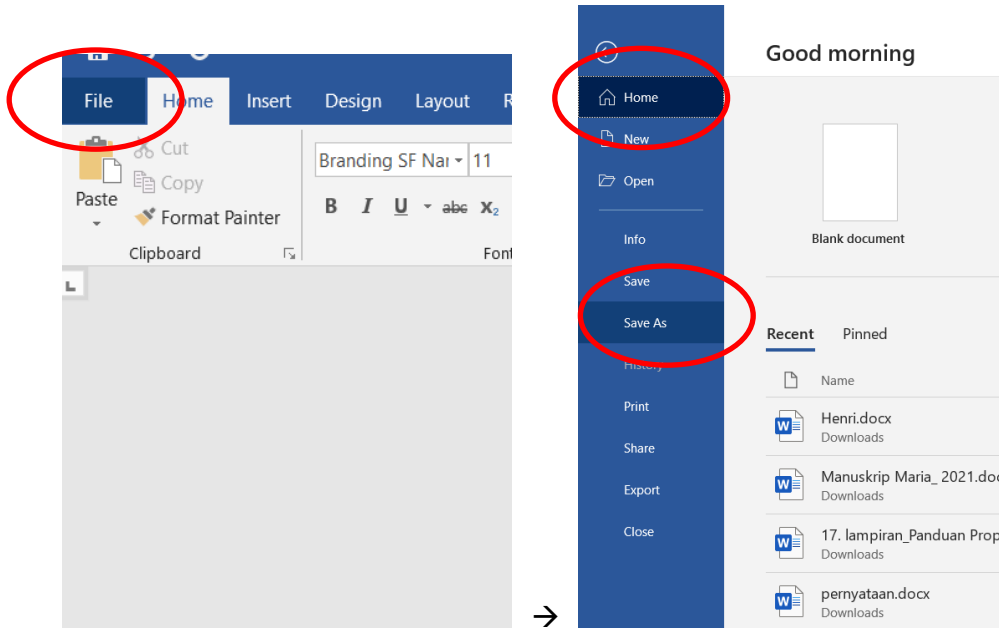 File Home Insert Design Layout R
Cut
Copy
Paste
Format Painter
Clipboard
Branding SF Nar 11
B I U abc X₂
Font
→
Home
New
Open
Info
Save
Save As
History
Print
Share
Export
Close
Good morning
Blank document
Recent Pinned
Name
Henri.docx
Downloads
Manuskrip Maria_ 2021.doc
Downloads
17. lampiran_Panduan Prop
Downloads
pernyataan.docx
Downloads